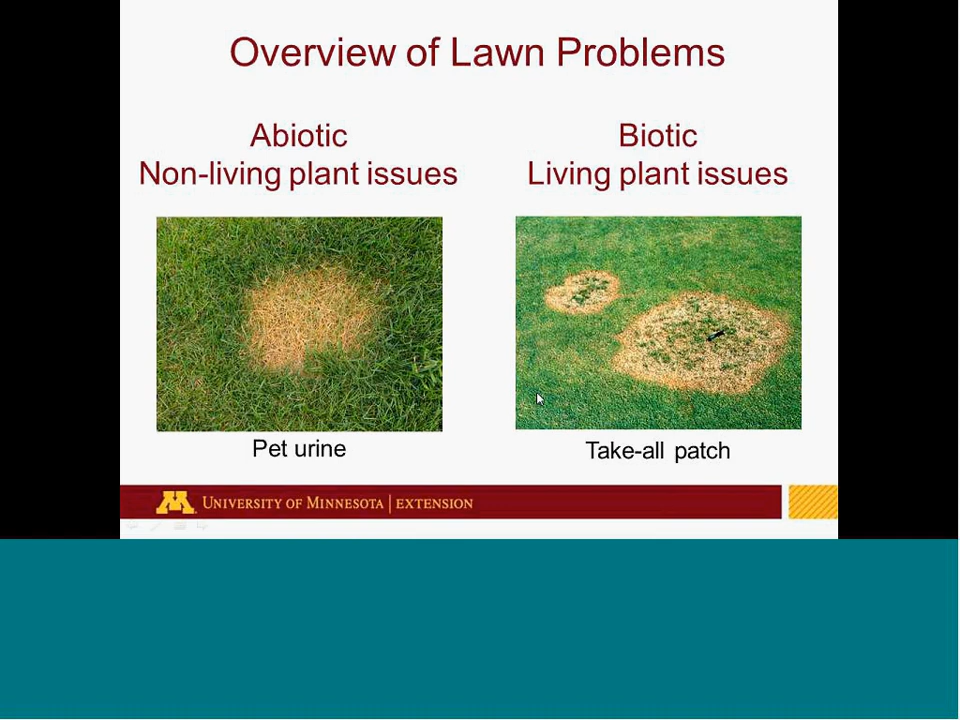 Overview of Lawn Problems
Abiotic
Non-living plant issues
Biotic
Living plant issues
Pet urine
Take-all patch
M
UNIVERSITY OF MINNESOTA | EXTENSION